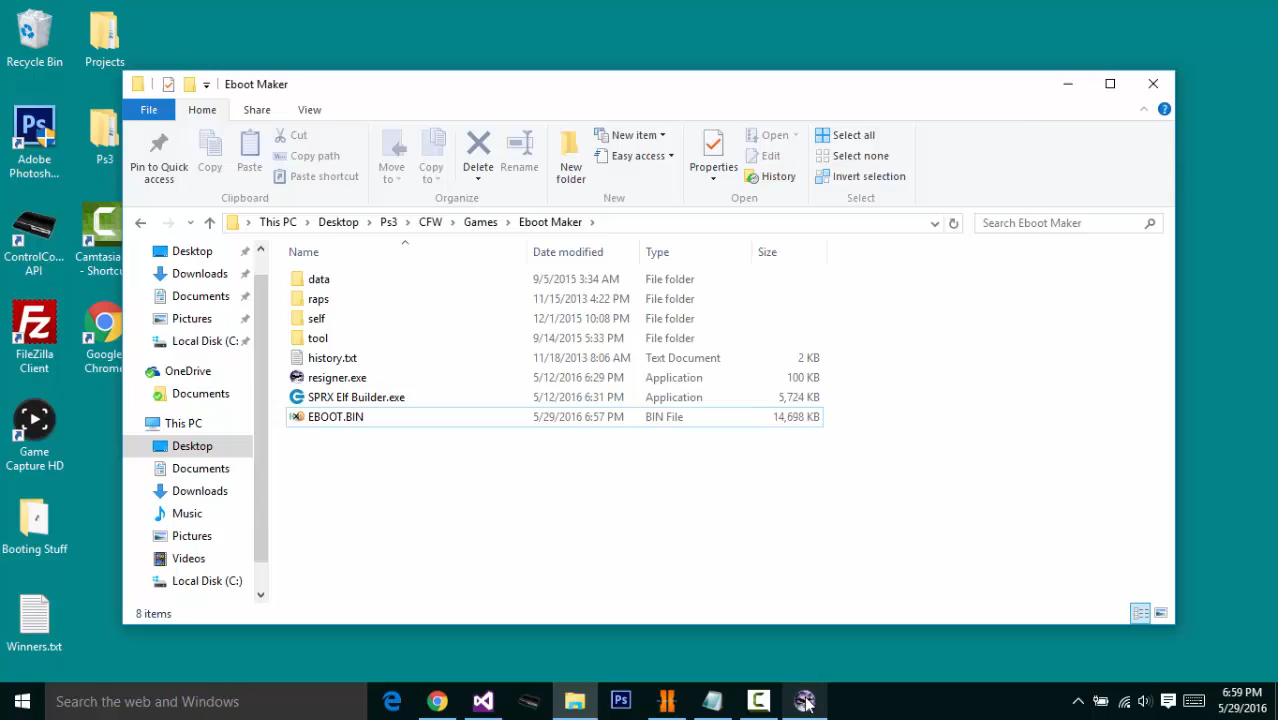 Recycle Bin
Projects
Adobe
Photosh...
Ps3
ControlCo...
API
Camtasia
- Shortcu
FileZilla
Client
Google
Chrome
Game
Capture HD
Booting Stuff
Winners.txt
Eboot Maker
File Home Share View
Pin to Quick
access
Copy
Paste
Cut
Copy path
Paste shortcut
Clipboard
Move
to
Copy
to
Delete
Rename
Organize
New
folder
New item
Easy access
New
Properties
Open
Edit
History
Open
Select all
Select none
Invert selection
Select
This PC Desktop Ps3 CFW Games Eboot Maker
Search Eboot Maker
Desktop
Downloads
Documents
Pictures
Local Disk (C:
OneDrive
Documents
This PC
Desktop
Documents
Downloads
Music
Pictures
Videos
Local Disk (C:)
Name Date modified Type Size
data 9/5/2015 3:34 AM File folder
raps 11/15/2013 4:22 PM File folder
self 12/1/2015 10:08 PM File folder
tool 9/14/2015 5:33 PM File folder
history.txt 11/18/2013 8:06 AM Text Document 2 KB
resigner.exe 5/12/2016 6:29 PM Application 100 KB
SPRX Elf Builder.exe 5/12/2016 6:31 PM Application 5,724 KB
EBOOT.BIN 5/29/2016 6:57 PM BIN File 14,698 KB
8 items
Search the web and Windows
6:59 PM
5/29/2016